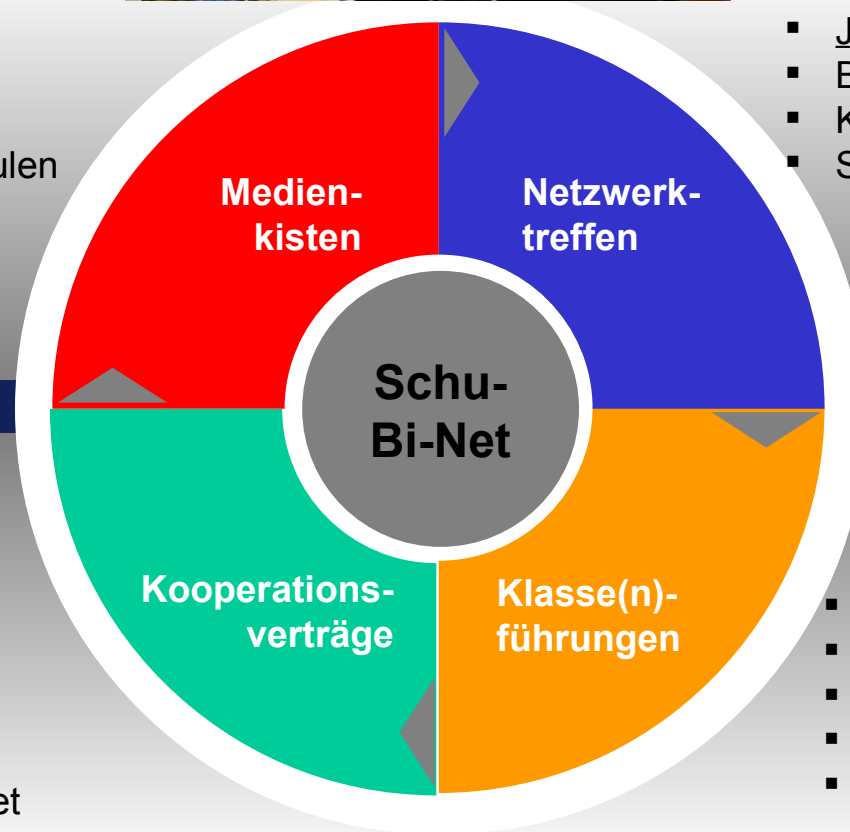 Medien-
kisten
Netzwerk-
treffen
Schu-
Bi-Net
Kooperations-
verträge
Klasse(n)-
führungen